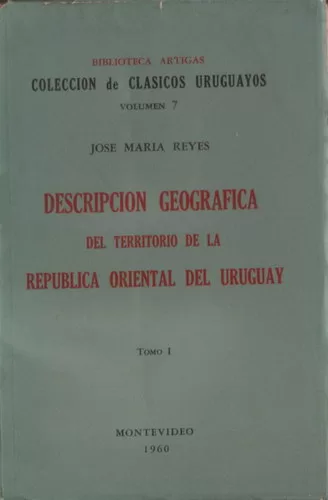 BIBLIOTECA ARTIGAS
COLECCION de CLASICOS URUGUAYOS
VOLUMEN 7
JOSE MARIA REYES
DESCRIPCION GEOGRAFICA
DEL TERRITORIO DE LA
REPUBLICA ORIENTAL DEL URUGUAY
TOMO I
MONTEVIDEO
1960